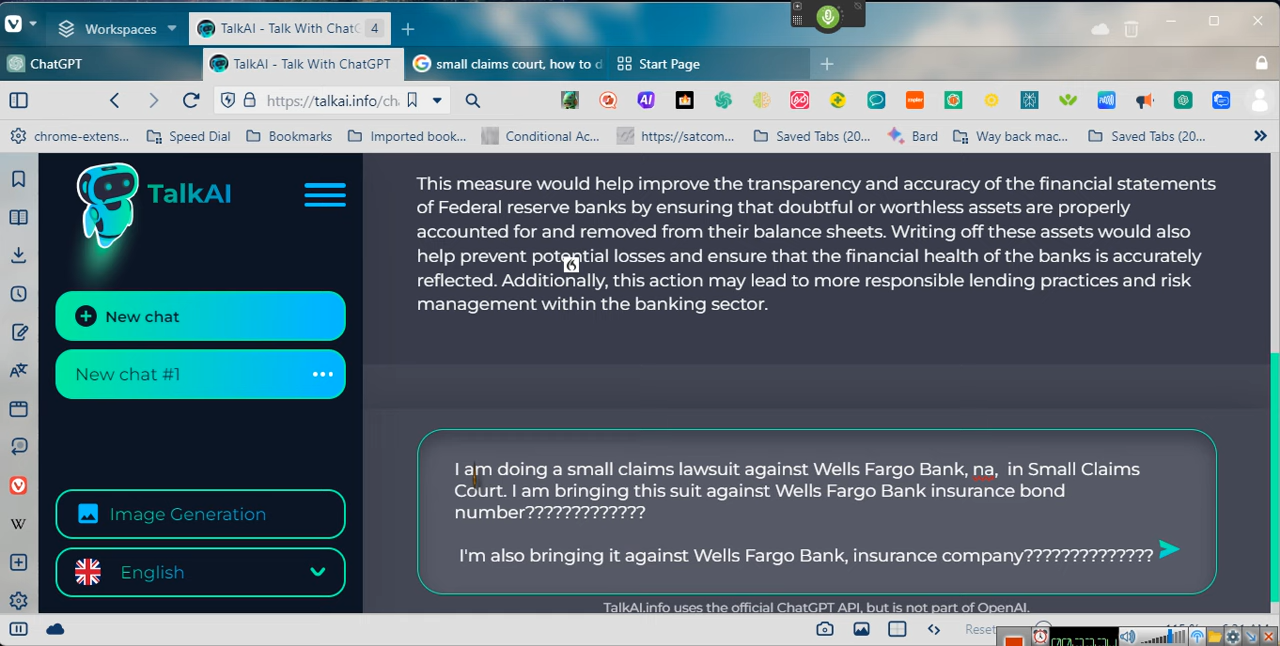 Workspaces
TalkAI - Talk With ChatG 4
ChatGPT
TalkAI - Talk With ChatGPT
small claims court, how to d
Start Page
https://talkai.info/cha
chrome-extens...
Speed Dial
Bookmarks
Imported book...
Conditional Ac...
https://satcom...
Saved Tabs (20...
Bard
Way back mac...
Saved Tabs (20...
TalkAI
New chat
New chat #1
Image Generation
English
This measure would help improve the transparency and accuracy of the financial statements
of Federal reserve banks by ensuring that doubtful or worthless assets are properly
accounted for and removed from their balance sheets. Writing off these assets would also
help prevent potential losses and ensure that the financial health of the banks is accurately
reflected. Additionally, this action may lead to more responsible lending practices and risk
management within the banking sector.
I am doing a small claims lawsuit against Wells Fargo Bank, na,  in Small Claims
Court. I am bringing this suit against Wells Fargo Bank insurance bond
number?????????????
I'm also bringing it against Wells Fargo Bank, insurance company??????????????
TalkAI.info uses the official ChatGPT API, but is not part of OpenAI.
Reset